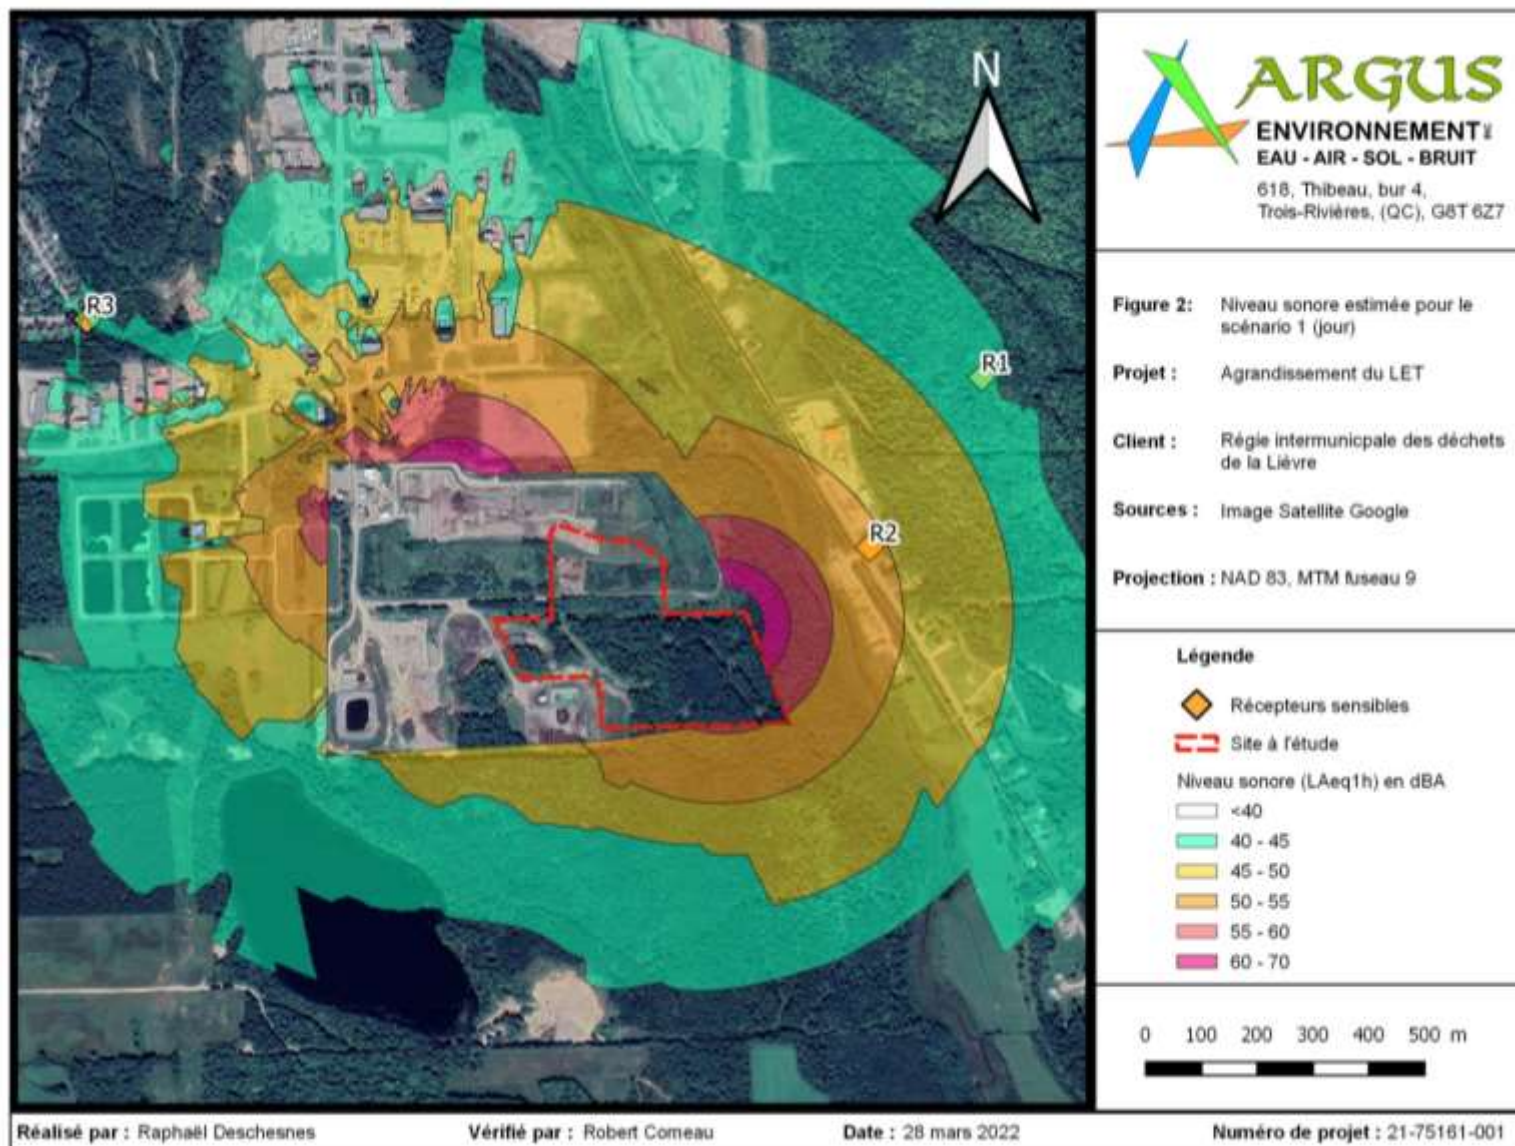 N
R3
R1
R2
ARGUS
ENVIRONNEMENT INC
EAU - AIR - SOL - BRUIT
618, Thibeau, bur 4,
Trois-Rivières, (QC), G8T 6Z7
Figure 2: Niveau sonore estimée pour le
scénario 1 (jour)
Projet : Agrandissement du LET
Client : Régie intermunicpale des déchets
de la Lièvre
Sources : Image Satellite Google
Projection : NAD 83, MTM fuseau 9
Légende
Récepteurs sensibles
Site à l'étude
Niveau sonore (LAeq1h) en dBA
<40
40 - 45
45 - 50
50 - 55
55 - 60
60 - 70
0 100 200 300 400 500 m
Réalisé par : Raphaël Deschesnes Vérifié par : Robert Comeau Date : 28 mars 2022 Numéro de projet : 21-75161-001